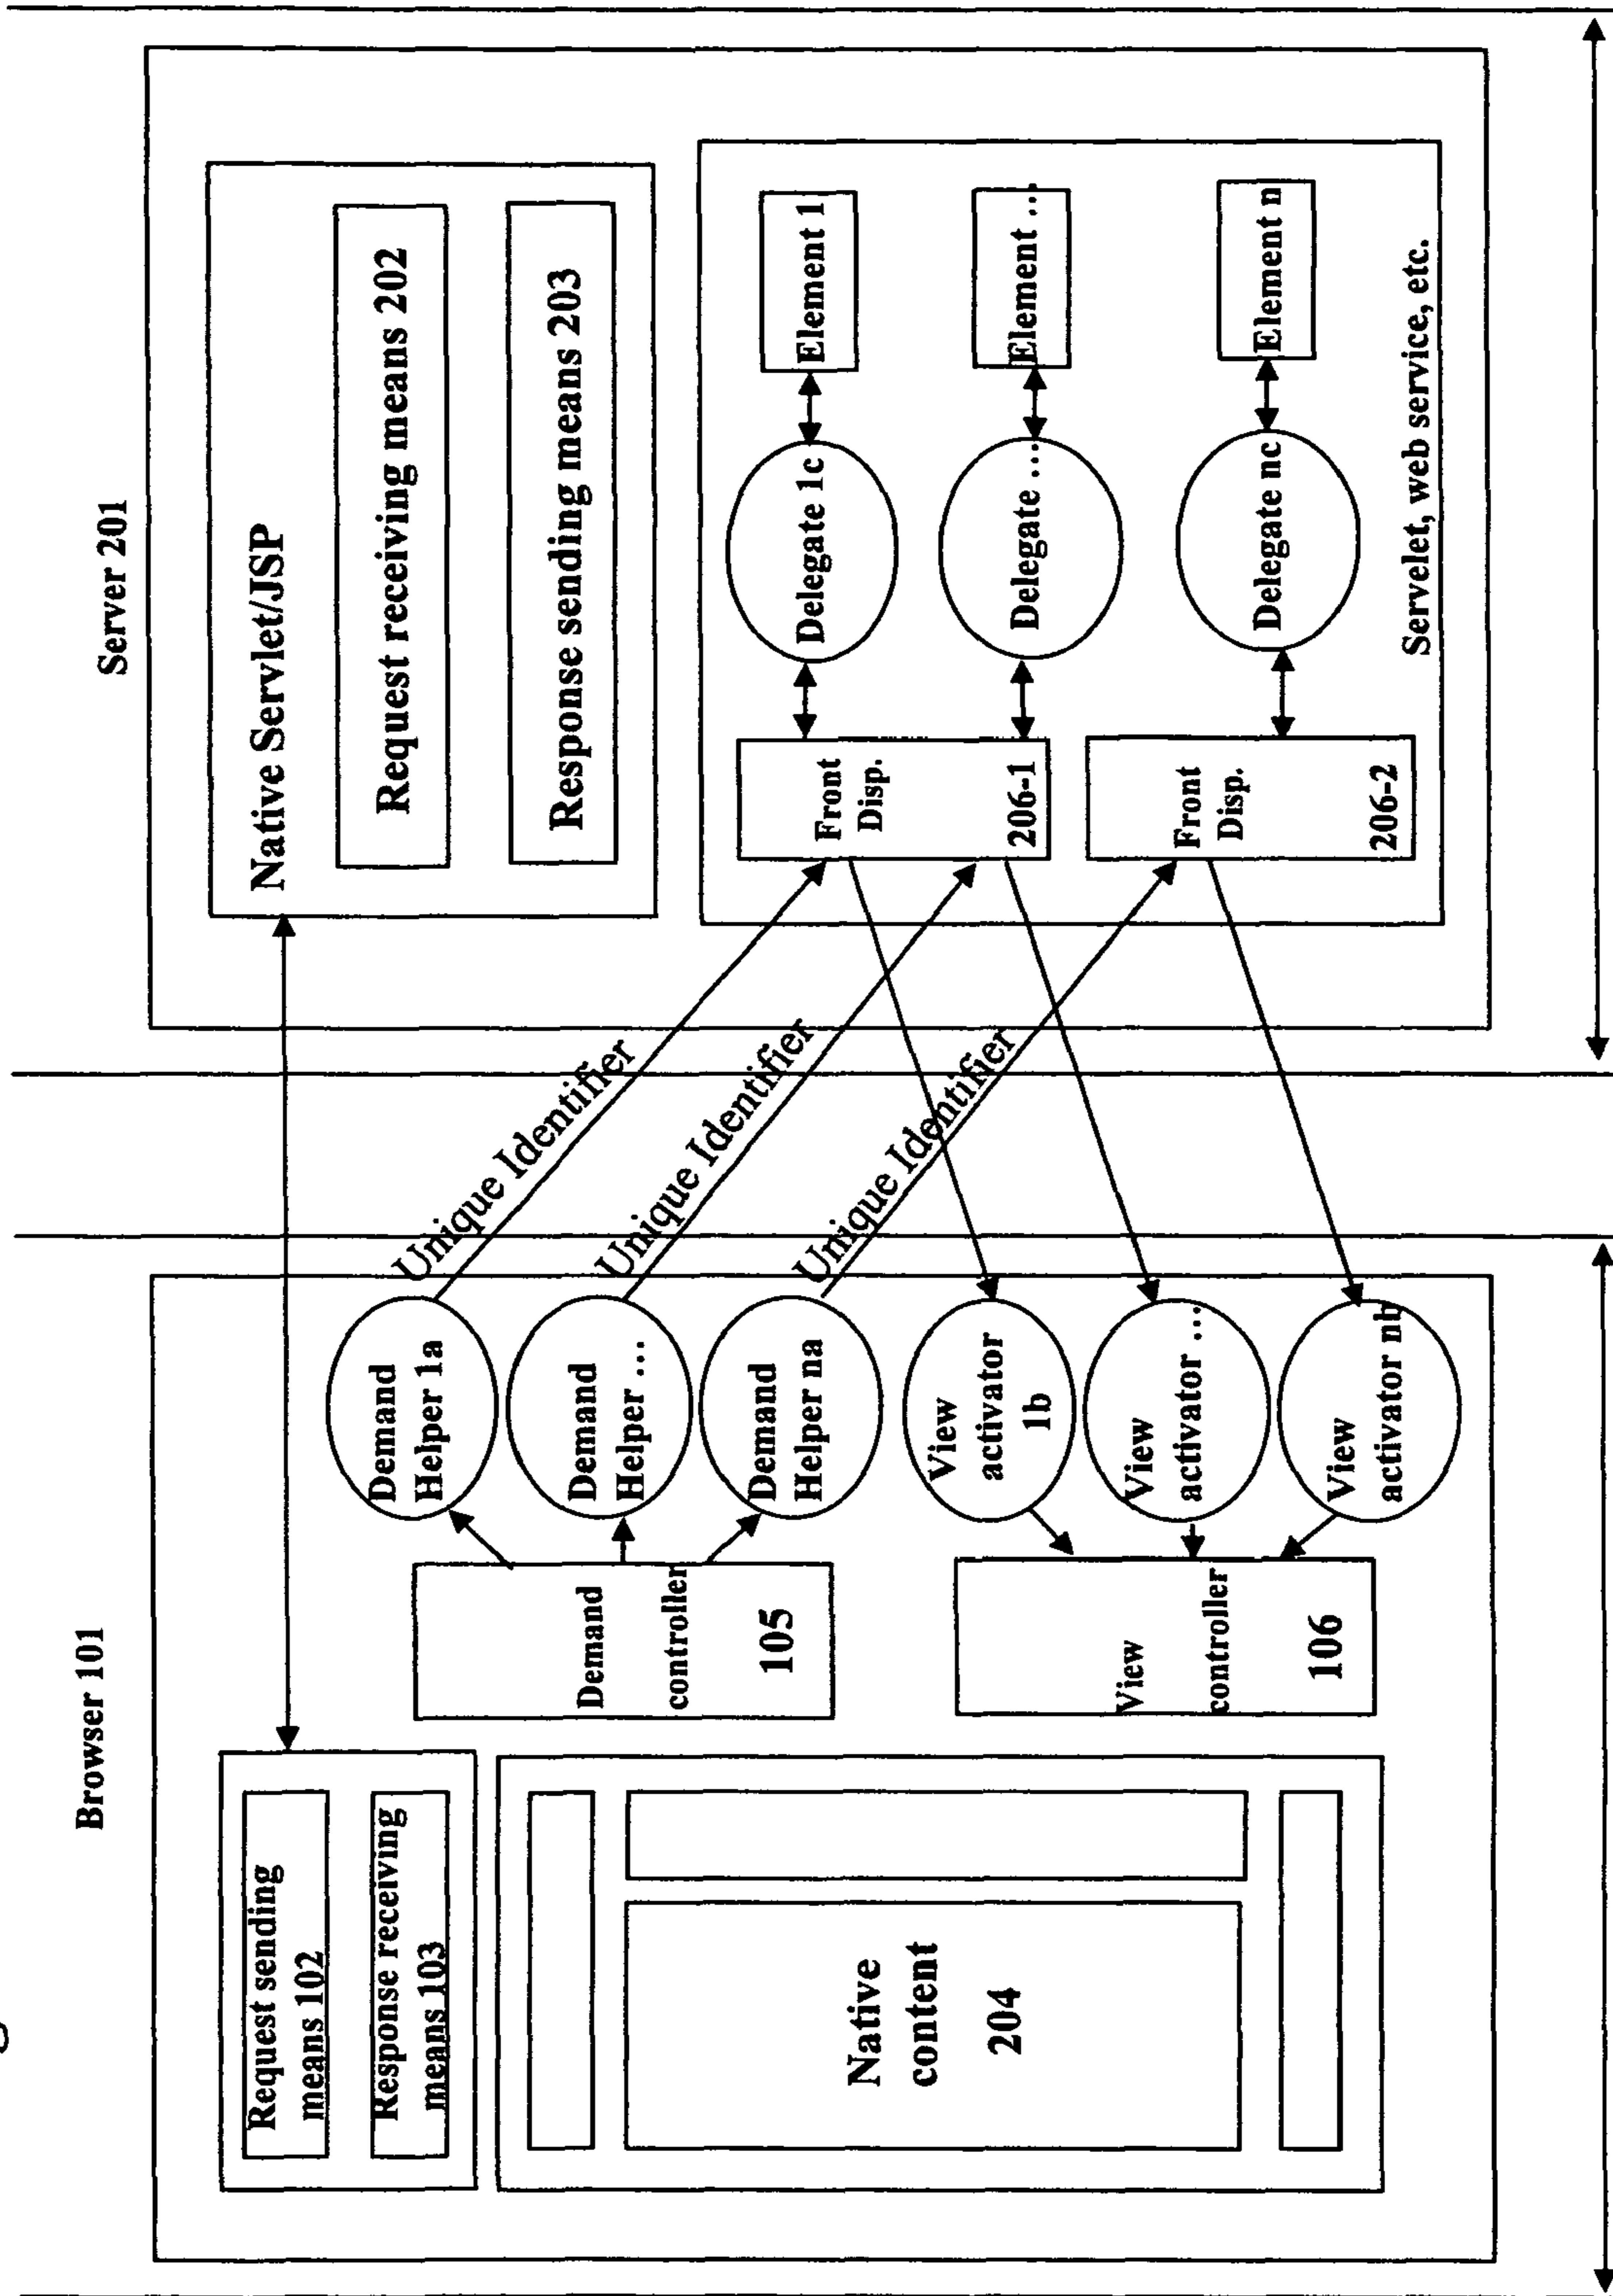 Browser 101
Request sending
means 102
Response receiving
means 103
Native
content
204
Demand
controller
105
View
controller
106
Demand
Helper 1a
Demand
Helper ...
Demand
Helper na
View
activator
1b
View
activator ...
View
activator nb
Unique Identifier
Unique Identifier
Unique Identifier
Server 201
Native Servlet/JSP
Request receiving means 202
Response sending means 203
Front
Disp.
206-1
Front
Disp.
206-2
Delegate 1c
Delegate ...
Delegate nc
Element 1
Element ...
Element n
Servelet, web service, etc.